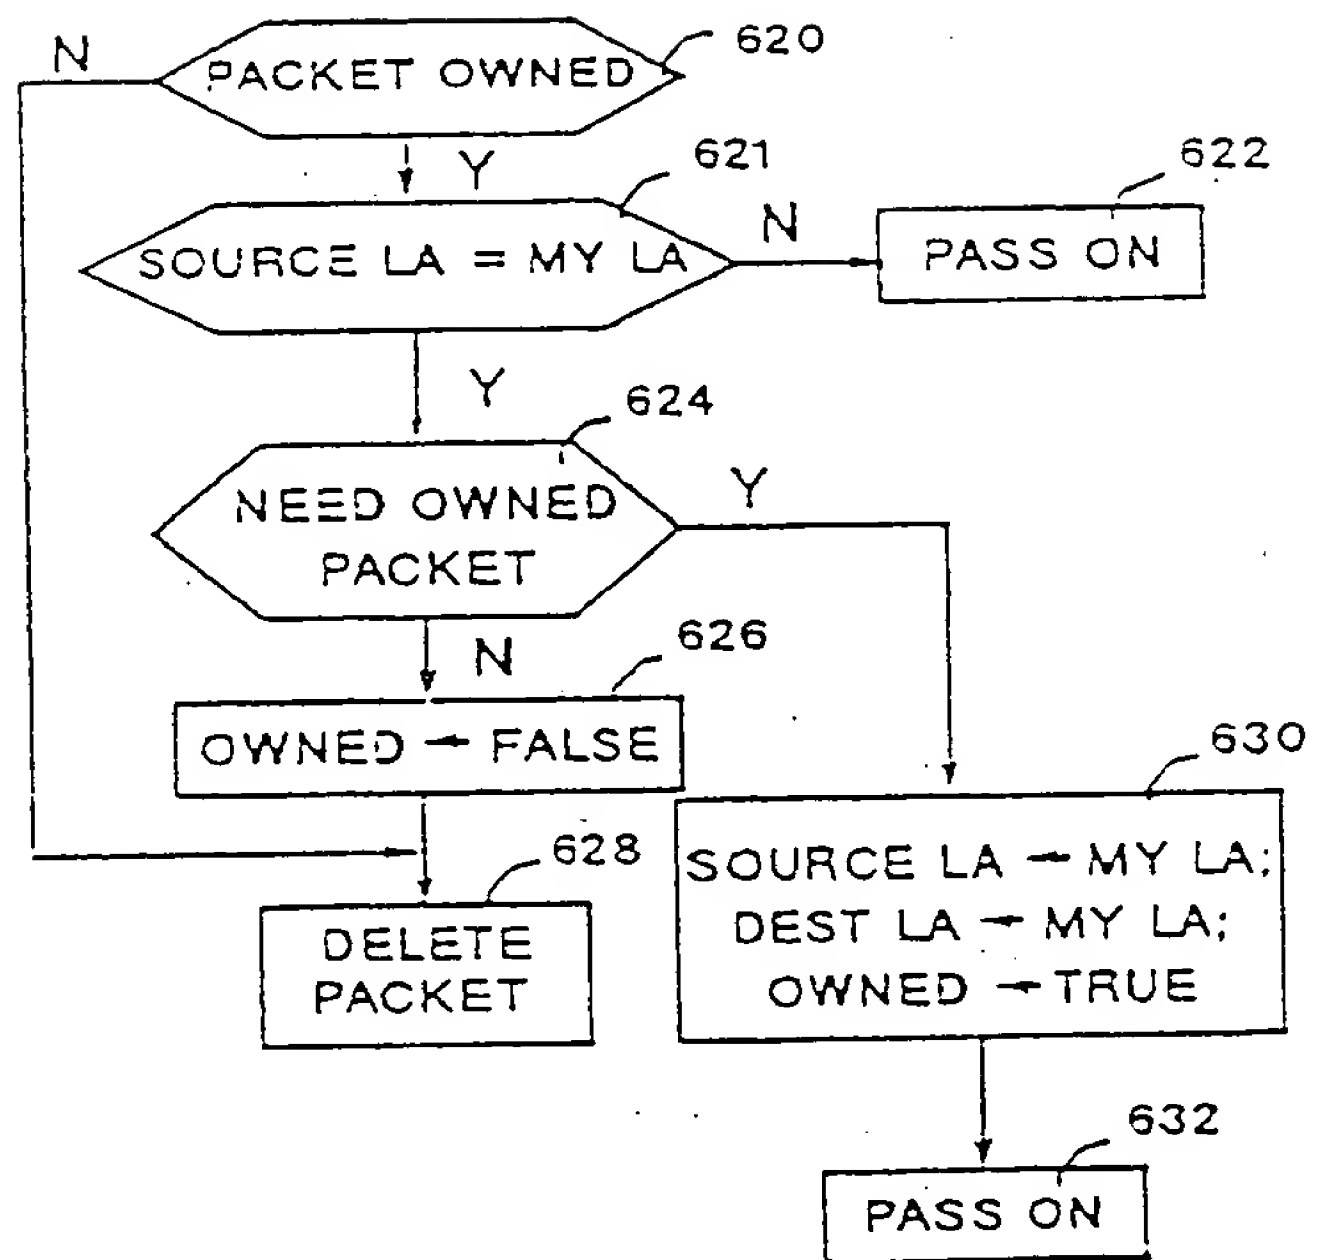 N
PACKET OWNED
620
Y
621
622
SOURCE LA = MY LA
N
PASS ON
Y
624
NEED OWNED
PACKET
Y
N
626
OWNED ← FALSE
630
628
SOURCE LA ← MY LA;
DEST LA ← MY LA;
OWNED ← TRUE
DELETE
PACKET
632
PASS ON